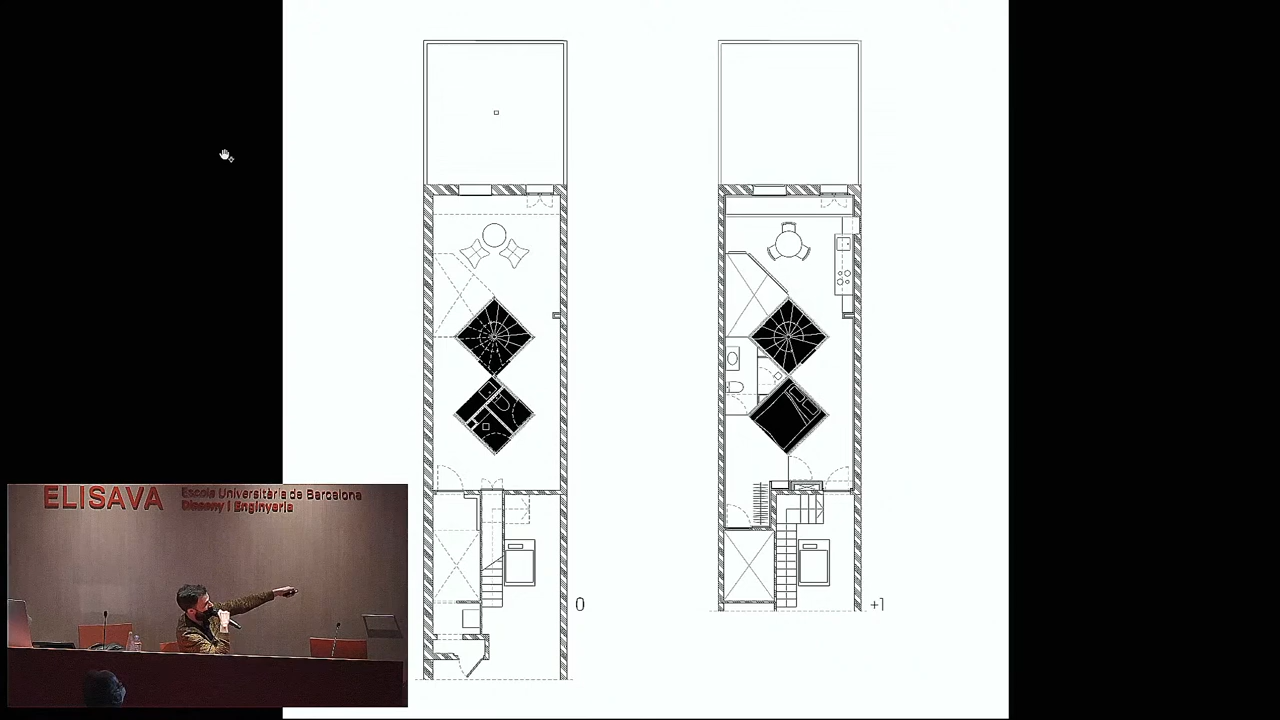 0
+1
ELISAVA
Escola Universitària de Barcelona
Disseny i Enginyeria